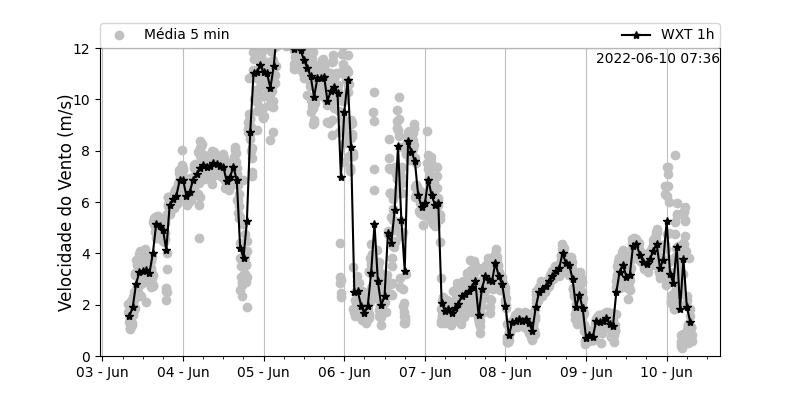 Média 5 min
WXT 1h
2022-06-10 07:36
Velocidade do Vento (m/s)
12
10
8
6
4
2
0
03 - Jun
04 - Jun
05 - Jun
06 - Jun
07 - Jun
08 - Jun
09 - Jun
10 - Jun